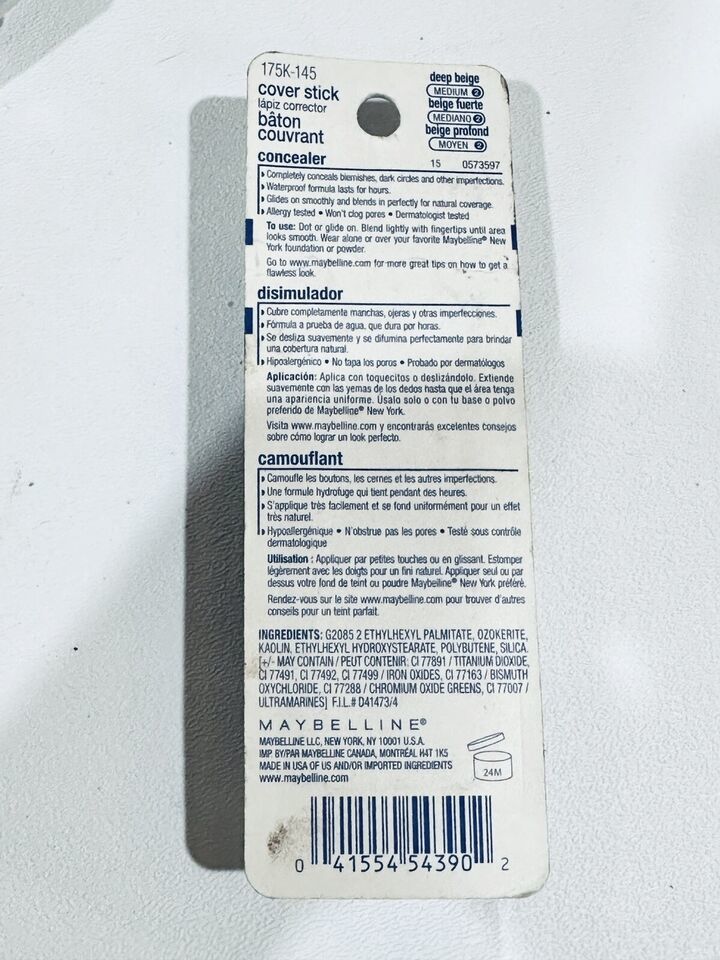 175K-145
cover stick
lápiz corrector
bâton
couvrant
deep beige
MEDIUM 2
beige fuerte
MEDIANO 2
beige profond
MOYEN 2
15 0573597
concealer
Completely conceals blemishes, dark circles and other imperfections.
Waterproof formula lasts for hours.
Glides on smoothly and blends in perfectly for natural coverage.
Allergy tested • Won't clog pores • Dermatologist tested
To use: Dot or glide on. Blend lightly with fingertips until area
looks smooth. Wear alone or over your favorite Maybelline® New
York foundation or powder.
Go to www.maybelline.com for more great tips on how to get a
flawless look.
disimulador
Cubre completamente manchas, ojeras y otras imperfecciones.
Fórmula a prueba de agua, que dura por horas.
Se desliza suavemente y se difumina perfectamente para brindar
una cobertura natural.
Hipoalergénico • No tapa los poros • Probado por dermatólogos
Aplicación: Aplica con toquecitos o deslizándolo. Extiende
suavemente con las yemas de los dedos hasta que el área tenga
una apariencia uniforme. Úsalo solo o con tu base o polvo
preferido de Maybelline® New York.
Visita www.maybelline.com y encontrarás excelentes consejos
sobre cómo lograr un look perfecto.
camouflant
Camoufle les boutons, les cernes et les autres imperfections.
Une formule hydrofuge qui tient pendant des heures.
S'applique très facilement et se fond uniformément pour un effet
très naturel.
Hypoallergénique • N'obstrue pas les pores • Testé sous contrôle
dermatologique
Utilisation : Appliquer par petites touches ou en glissant. Estomper
légèrement avec les doigts pour un fini naturel. Appliquer seul ou par
dessus votre fond de teint ou poudre Maybelline® New York préféré.
Rendez-vous sur le site www.maybelline.com pour trouver d'autres
conseils pour un teint parfait.
INGREDIENTS: G2085 2 ETHYLHEXYL PALMITATE, OZOKERITE,
KAOLIN, ETHYLHEXYL HYDROXYSTEARATE, POLYBUTENE, SILICA.
[+/- MAY CONTAIN / PEUT CONTENIR: CI 77891 / TITANIUM DIOXIDE,
CI 77491, CI 77492, CI 77499 / IRON OXIDES, CI 77163 / BISMUTH
OXYCHLORIDE, CI 77288 / CHROMIUM OXIDE GREENS, CI 77007 /
ULTRAMARINES] F.I.L.# D41473/4
MAYBELLINE®
MAYBELLINE LLC, NEW YORK, NY 10001 U.S.A.
IMP. BY/PAR MAYBELLINE CANADA, MONTRÉAL H4T 1K5
MADE IN USA OF US AND/OR IMPORTED INGREDIENTS
www.maybelline.com
24M
0 41554 54390 2